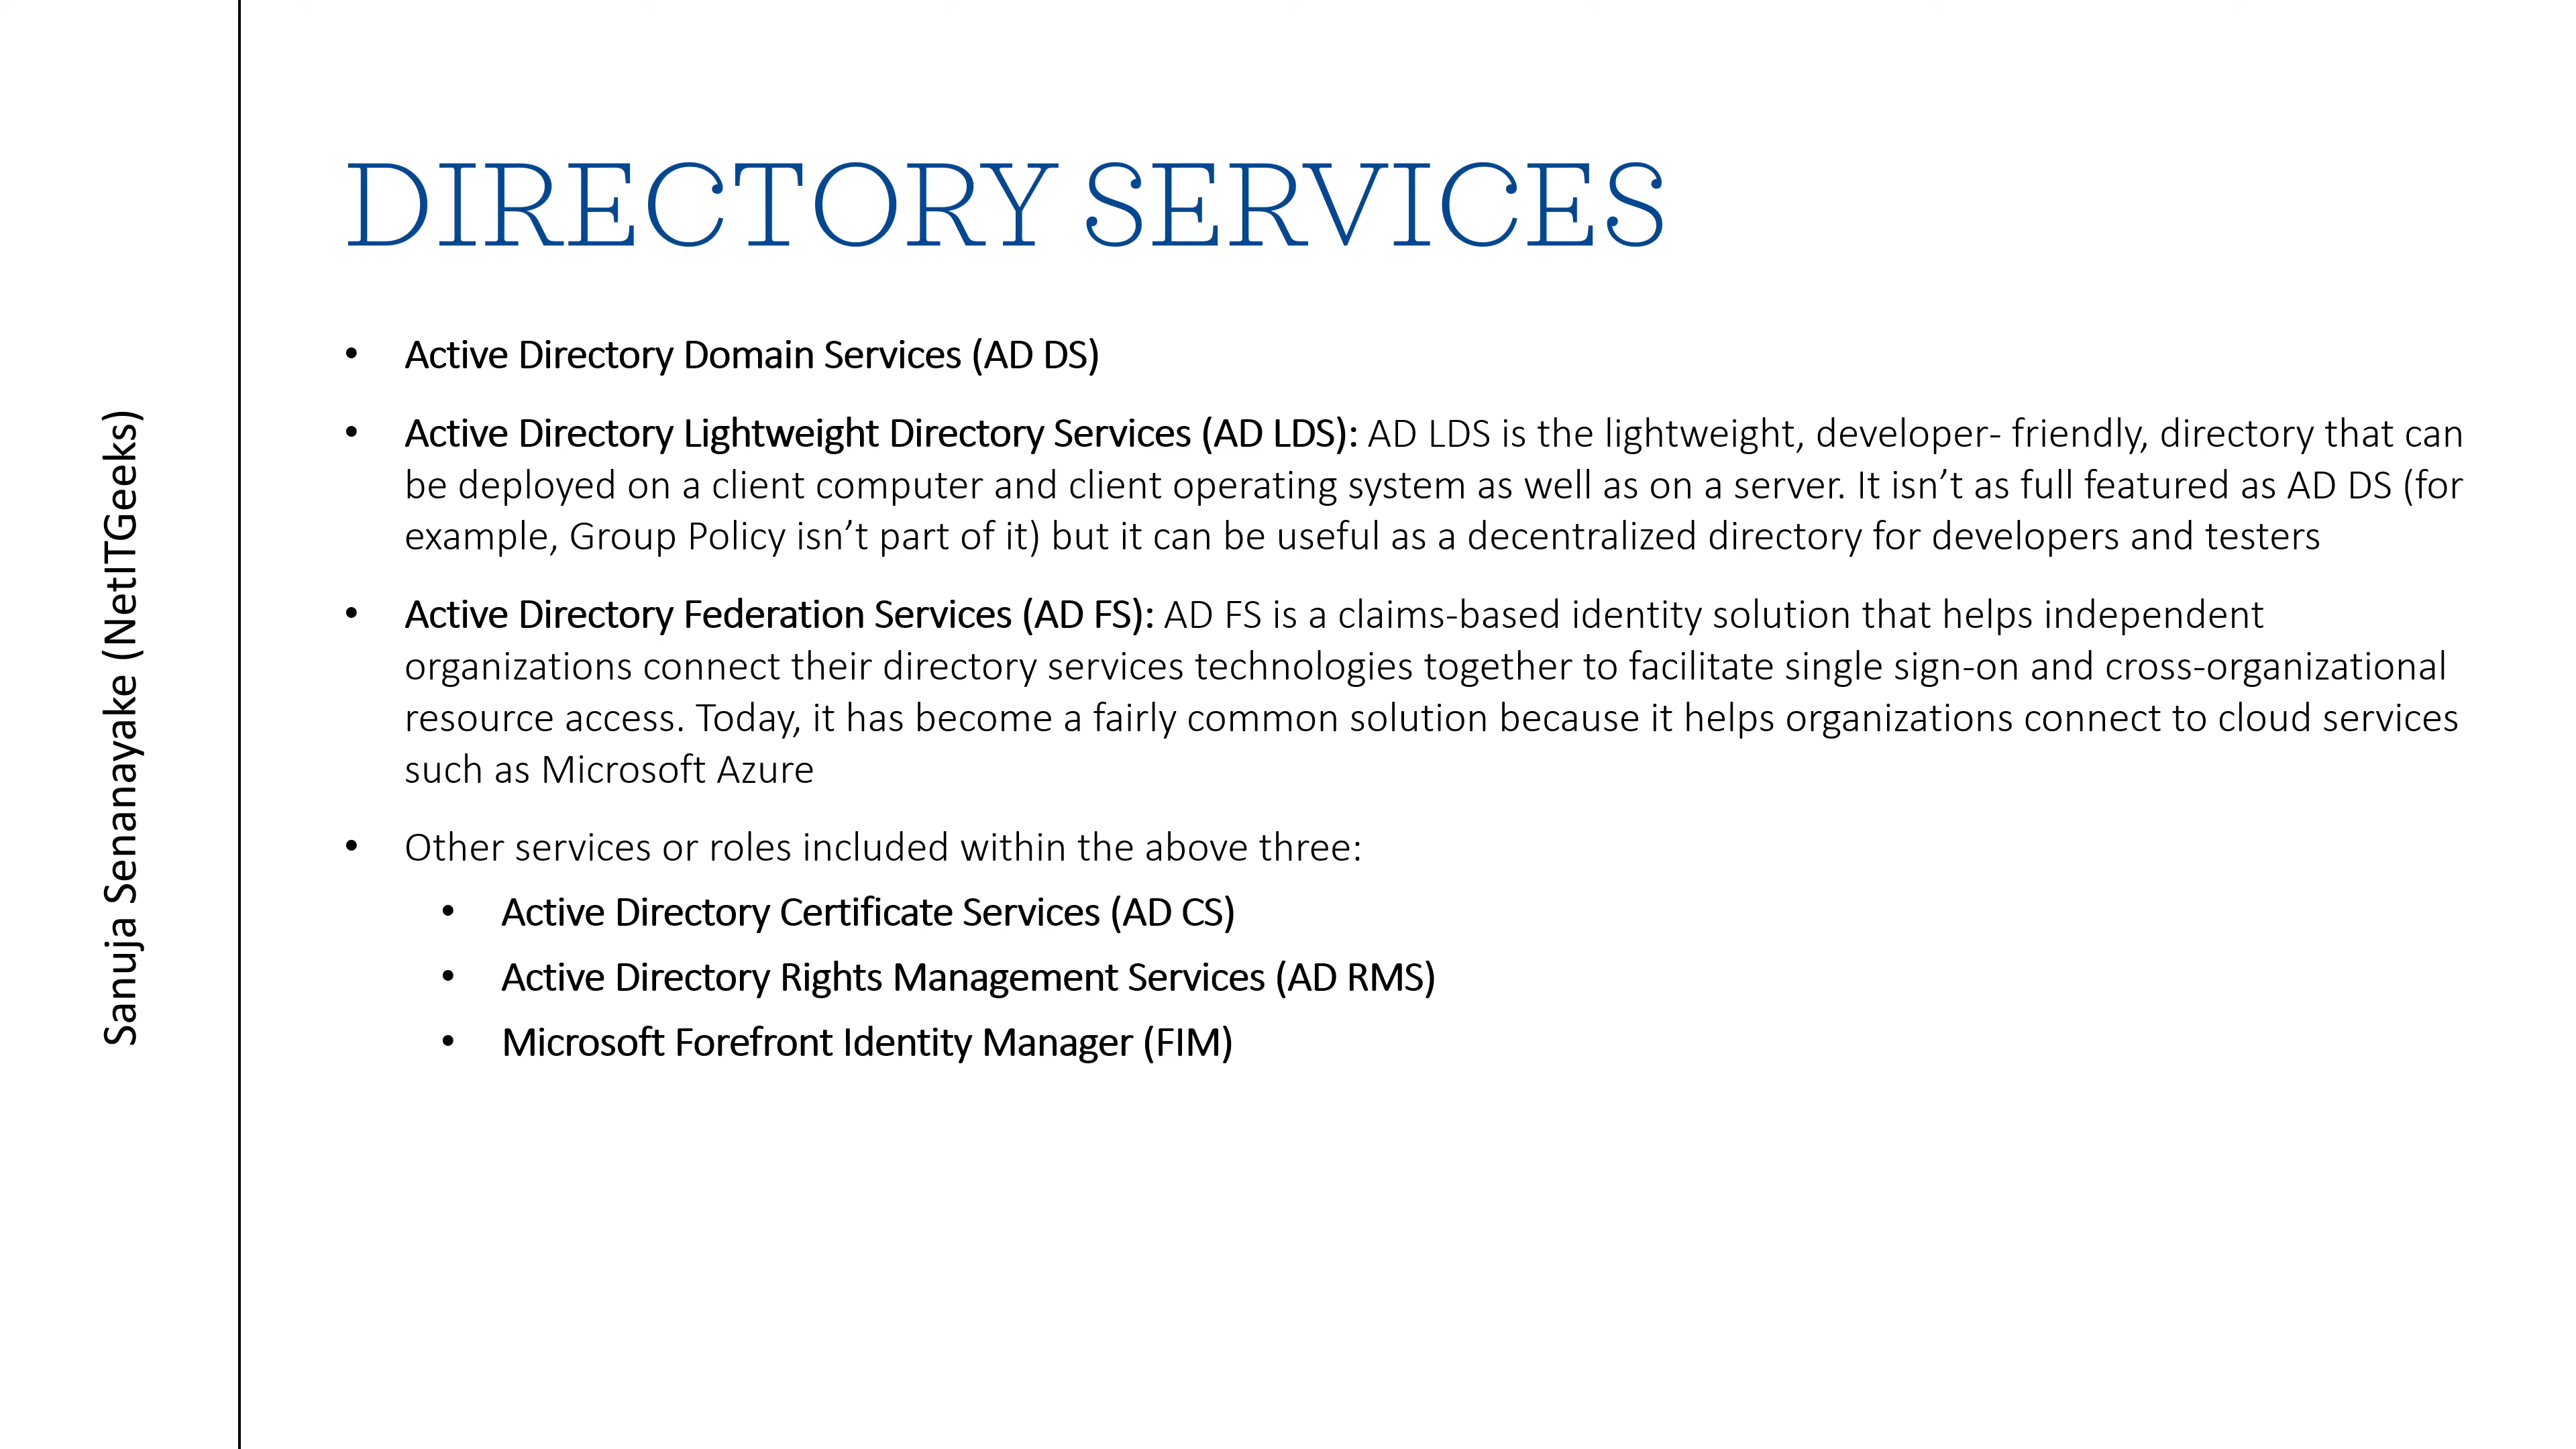 Sanuja Senanayake (NetITGeeks)
DIRECTORY SERVICES
• Active Directory Domain Services (AD DS)
• Active Directory Lightweight Directory Services (AD LDS): AD LDS is the lightweight, developer- friendly, directory that can
be deployed on a client computer and client operating system as well as on a server. It isn’t as full featured as AD DS (for
example, Group Policy isn’t part of it) but it can be useful as a decentralized directory for developers and testers
• Active Directory Federation Services (AD FS): AD FS is a claims-based identity solution that helps independent
organizations connect their directory services technologies together to facilitate single sign-on and cross-organizational
resource access. Today, it has become a fairly common solution because it helps organizations connect to cloud services
such as Microsoft Azure
• Other services or roles included within the above three:
• Active Directory Certificate Services (AD CS)
• Active Directory Rights Management Services (AD RMS)
• Microsoft Forefront Identity Manager (FIM)